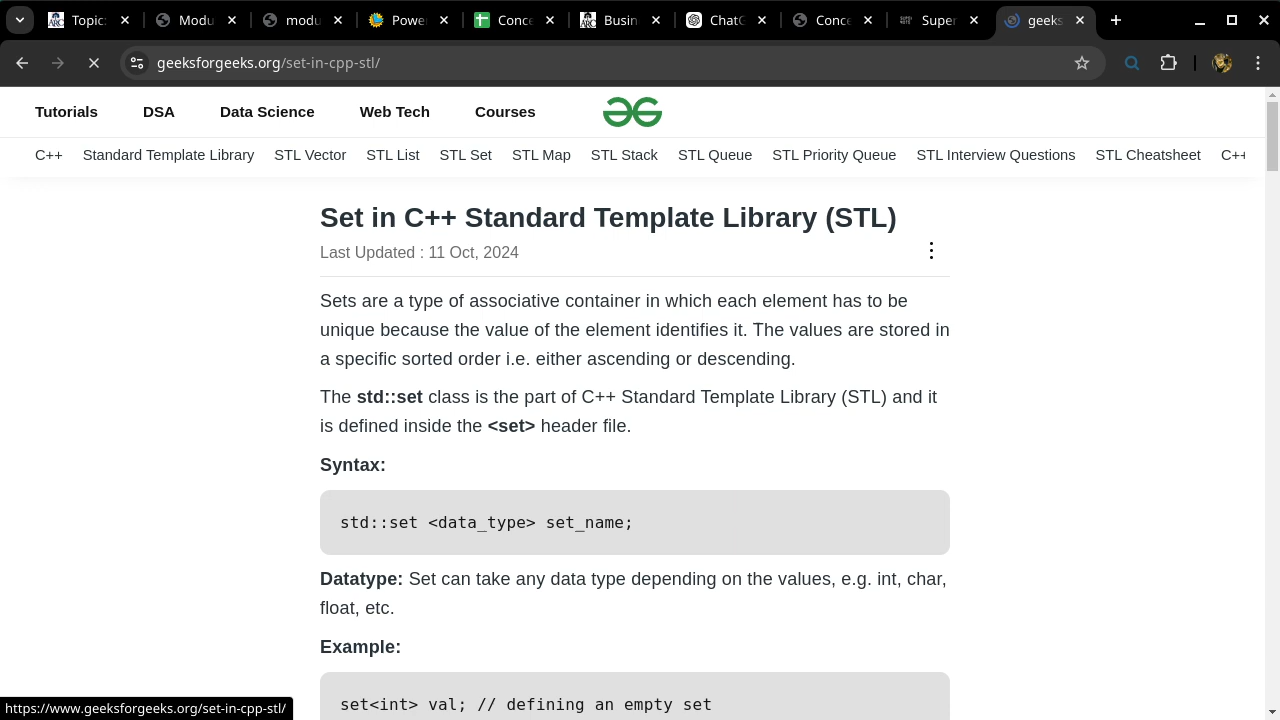 Topic: Modu modu Powe Conce Busin ChatG Conce Super geeks
geeksforgeeks.org/set-in-cpp-stl/
Tutorials DSA Data Science Web Tech Courses
C++ Standard Template Library STL Vector STL List STL Set STL Map STL Stack STL Queue STL Priority Queue STL Interview Questions STL Cheatsheet C++
Set in C++ Standard Template Library (STL)
Last Updated : 11 Oct, 2024
Sets are a type of associative container in which each element has to be
unique because the value of the element identifies it. The values are stored in
a specific sorted order i.e. either ascending or descending.
The std::set class is the part of C++ Standard Template Library (STL) and it
is defined inside the <set> header file.
Syntax:
std::set <data_type> set_name;
Datatype: Set can take any data type depending on the values, e.g. int, char,
float, etc.
Example:
set<int> val; // defining an empty set
https://www.geeksforgeeks.org/set-in-cpp-stl/